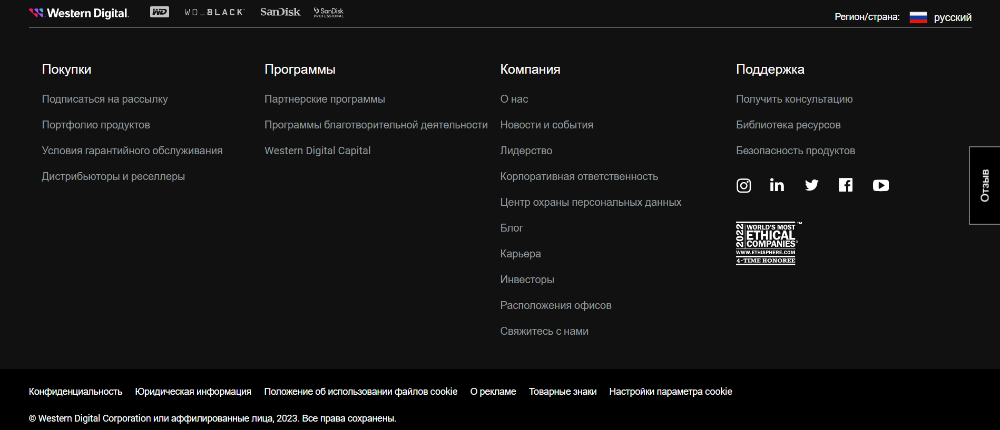 Western Digital.
WD
WD_BLACK™
SanDisk
SanDisk PROFESSIONAL
Регион/страна: русский
Покупки
Подписаться на рассылку
Портфолио продуктов
Условия гарантийного обслуживания
Дистрибьюторы и реселлеры
Программы
Партнерские программы
Программы благотворительной деятельности
Western Digital Capital
Компания
О нас
Новости и события
Лидерство
Корпоративная ответственность
Центр охраны персональных данных
Блог
Карьера
Инвесторы
Расположения офисов
Свяжитесь с нами
Поддержка
Получить консультацию
Библиотека ресурсов
Безопасность продуктов
2022
WORLD'S MOST™
ETHICAL
COMPANIES®
WWW.ETHISPHERE.COM
4-TIME HONOREE
Отзыв
Конфиденциальность Юридическая информация Положение об использовании файлов cookie О рекламе Товарные знаки Настройки параметра cookie
© Western Digital Corporation или аффилированные лица, 2023. Все права сохранены.